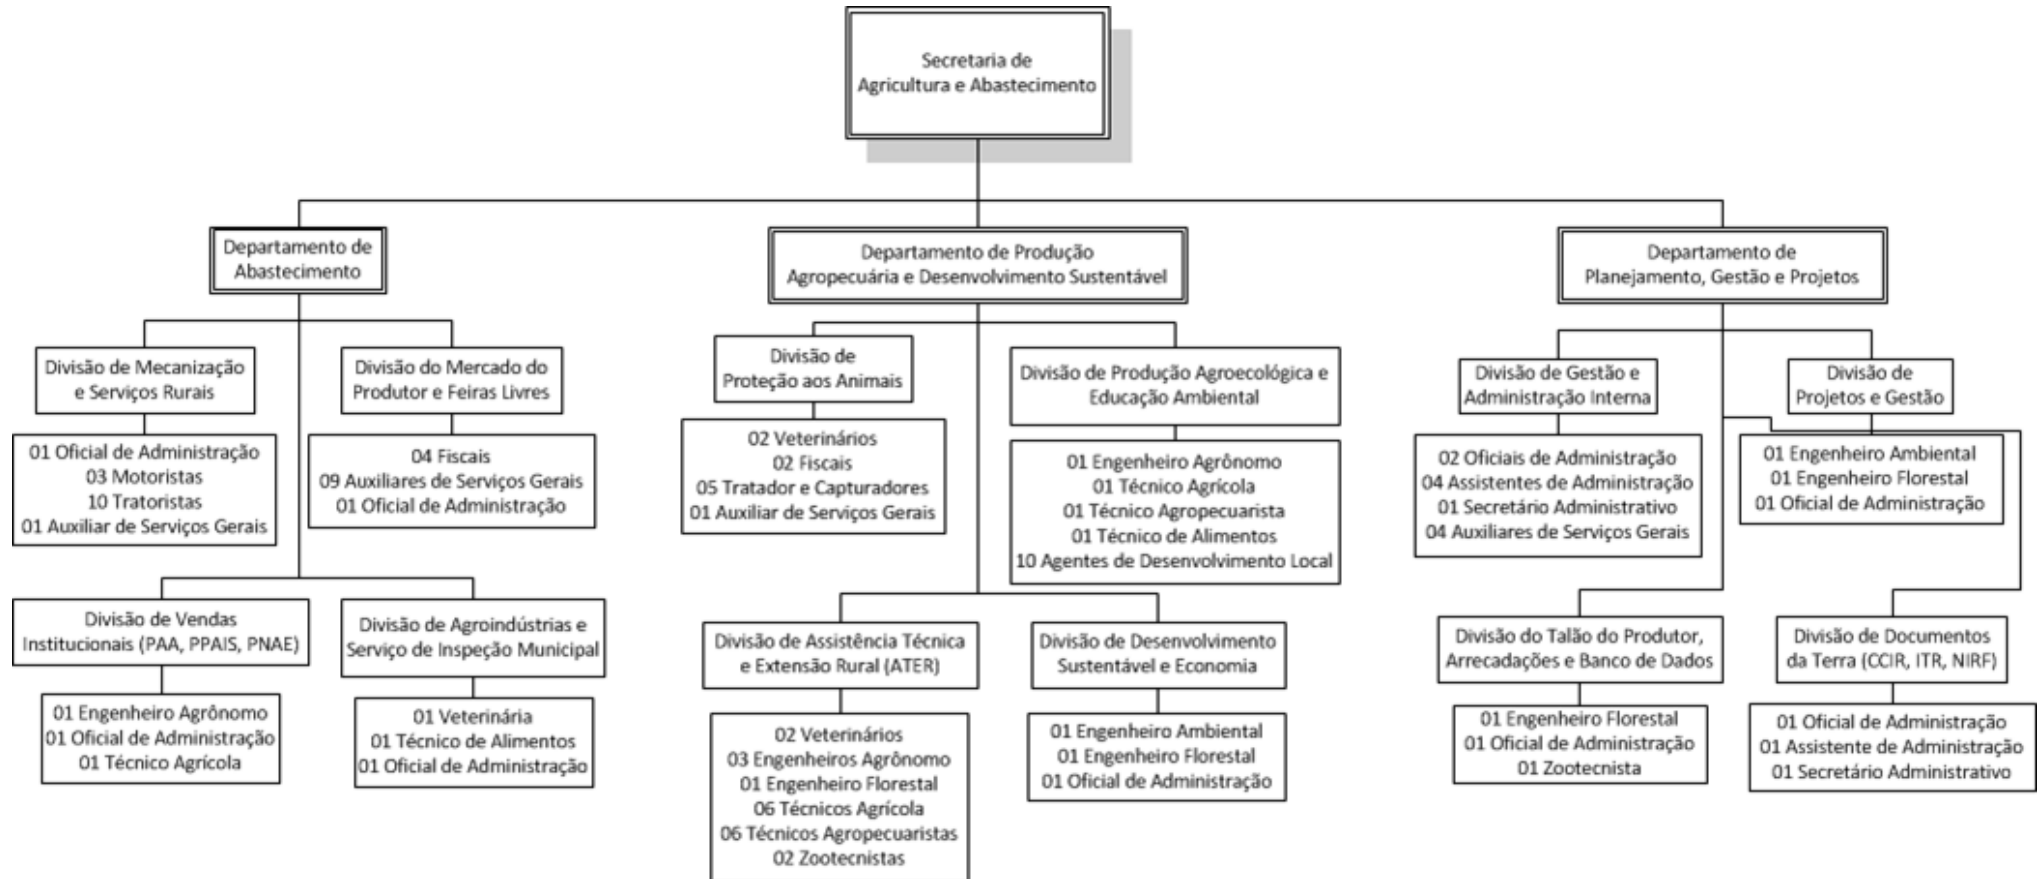 Secretaria de
Agricultura e Abastecimento
Departamento de
Abastecimento
Departamento de Produção
Agropecuária e Desenvolvimento Sustentável
Departamento de
Planejamento, Gestão e Projetos
Divisão de Mecanização
e Serviços Rurais
Divisão do Mercado do
Produtor e Feiras Livres
Divisão de
Proteção aos Animais
Divisão de Produção Agroecológica e
Educação Ambiental
Divisão de Gestão e
Administração Interna
Divisão de
Projetos e Gestão
01 Oficial de Administração
03 Motoristas
10 Tratoristas
01 Auxiliar de Serviços Gerais
04 Fiscais
09 Auxiliares de Serviços Gerais
01 Oficial de Administração
02 Veterinários
02 Fiscais
05 Tratador e Capturadores
01 Auxiliar de Serviços Gerais
01 Engenheiro Agrônomo
01 Técnico Agrícola
01 Técnico Agropecuarista
01 Técnico de Alimentos
10 Agentes de Desenvolvimento Local
02 Oficiais de Administração
04 Assistentes de Administração
01 Secretário Administrativo
04 Auxiliares de Serviços Gerais
01 Engenheiro Ambiental
01 Engenheiro Florestal
01 Oficial de Administração
Divisão de Vendas
Institucionais (PAA, PPAIS, PNAE)
Divisão de Agroindústrias e
Serviço de Inspeção Municipal
Divisão de Assistência Técnica
e Extensão Rural (ATER)
Divisão de Desenvolvimento
Sustentável e Economia
Divisão do Talão do Produtor,
Arrecadações e Banco de Dados
Divisão de Documentos
da Terra (CCIR, ITR, NIRF)
01 Engenheiro Agrônomo
01 Oficial de Administração
01 Técnico Agrícola
01 Veterinária
01 Técnico de Alimentos
01 Oficial de Administração
02 Veterinários
03 Engenheiros Agrônomo
01 Engenheiro Florestal
06 Técnicos Agrícola
06 Técnicos Agropecuaristas
02 Zootecnistas
01 Engenheiro Ambiental
01 Engenheiro Florestal
01 Oficial de Administração
01 Engenheiro Florestal
01 Oficial de Administração
01 Zootecnista
01 Oficial de Administração
01 Assistente de Administração
01 Secretário Administrativo